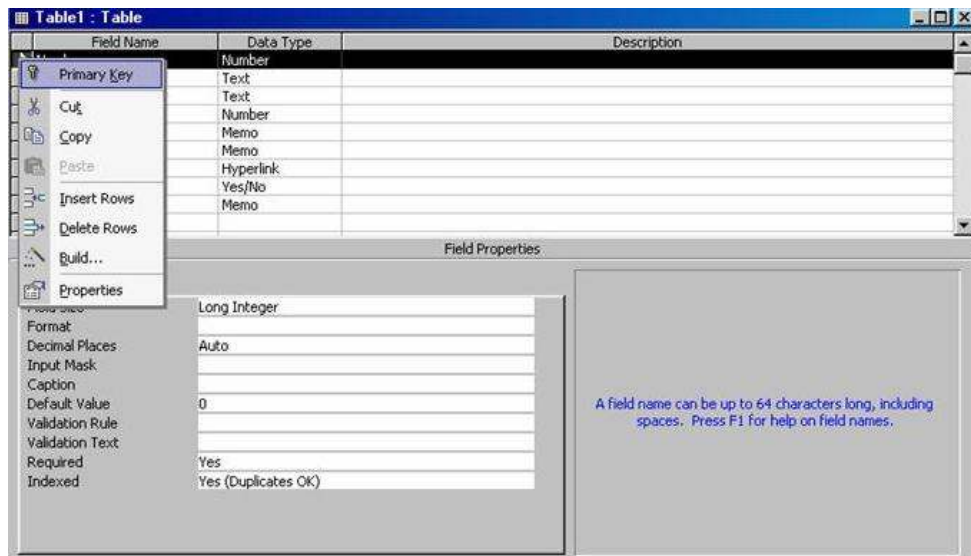 Table1 : Table
Field Name Data Type Description
Number
Primary Key Text
Text
Cut Number
Copy Memo
Memo
Paste Hyperlink
Yes/No
Insert Rows Memo
Delete Rows
Field Properties
Build...
Properties
Long Integer
Format
Decimal Places Auto
Input Mask
Caption
Default Value 0
Validation Rule
Validation Text
Required Yes
Indexed Yes (Duplicates OK)
A field name can be up to 64 characters long, including
spaces. Press F1 for help on field names.